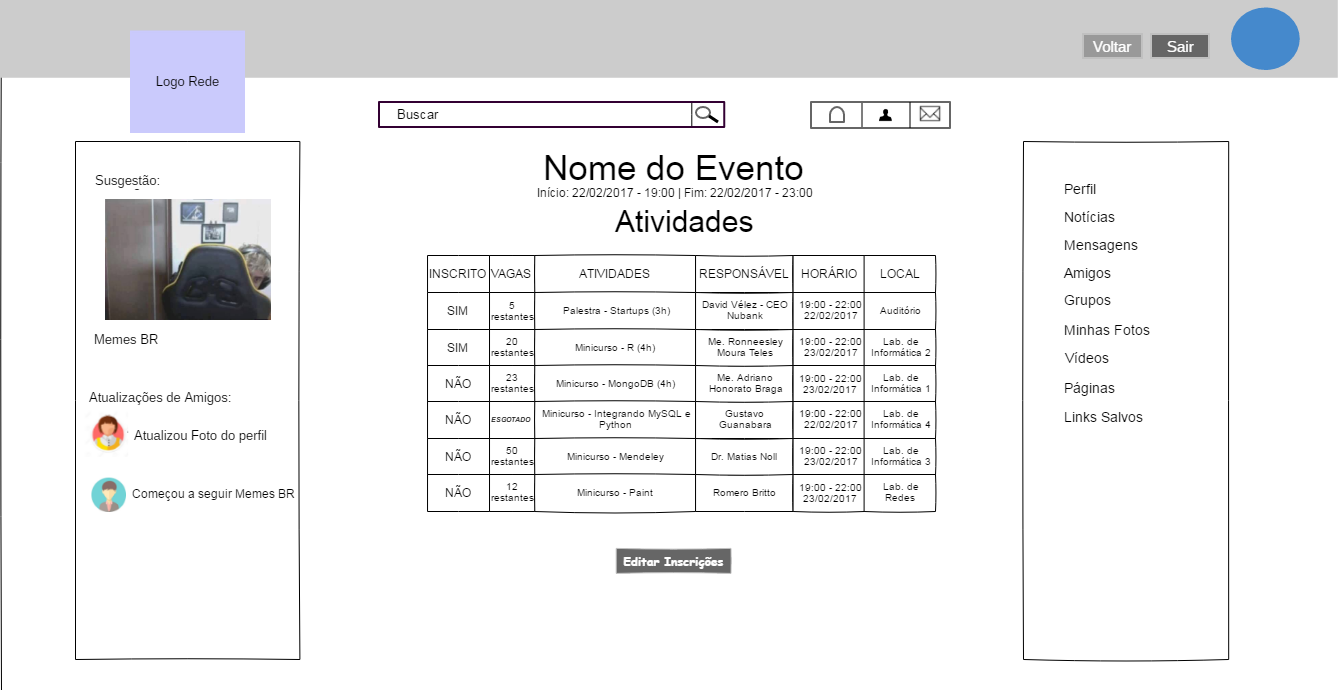 Voltar
Sair
Logo Rede
Buscar
Susgestão:
Memes BR
Atualizações de Amigos:
Atualizou Foto do perfil
Começou a seguir Memes BR
Nome do Evento
Início: 22/02/2017 - 19:00 | Fim: 22/02/2017 - 23:00
Atividades
INSCRITO VAGAS ATIVIDADES RESPONSÁVEL HORÁRIO LOCAL
SIM
5
restantes
Palestra - Startups (3h)
David Vélez - CEO
Nubank
19:00 - 22:00
22/02/2017
Auditório
SIM
20
restantes
Minicurso - R (4h)
Me. Ronneesley
Moura Teles
19:00 - 22:00
23/02/2017
Lab. de
Informática 2
NÃO
23
restantes
Minicurso - MongoDB (4h)
Me. Adriano
Honorato Braga
19:00 - 22:00
23/02/2017
Lab. de
Informática 1
NÃO
ESGOTADO
Minicurso - Integrando MySQL e
Python
Gustavo
Guanabara
19:00 - 22:00
22/02/2017
Lab. de
Informática 4
NÃO
50
restantes
Minicurso - Mendeley
Dr. Matias Noll
19:00 - 22:00
23/02/2017
Lab. de
Informática 3
NÃO
12
restantes
Minicurso - Paint
Romero Britto
19:00 - 22:00
23/02/2017
Lab. de
Redes
Editar Inscrições
Perfil
Notícias
Mensagens
Amigos
Grupos
Minhas Fotos
Vídeos
Páginas
Links Salvos